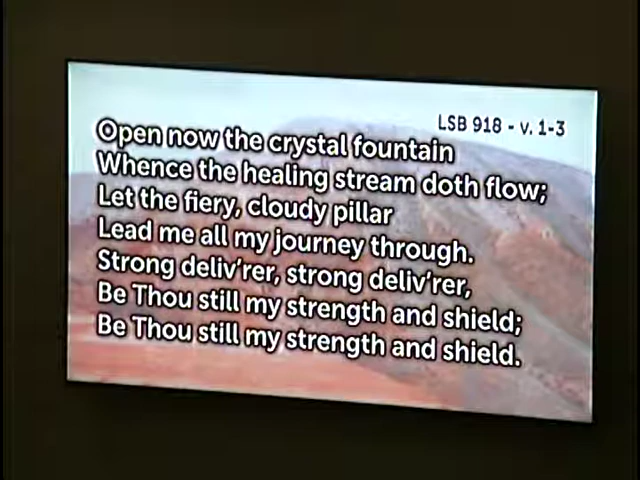 LSB 918 - v. 1-3
Open now the crystal fountain
Whence the healing stream doth flow;
Let the fiery, cloudy pillar
Lead me all my journey through.
Strong deliv'rer, strong deliv'rer,
Be Thou still my strength and shield;
Be Thou still my strength and shield.